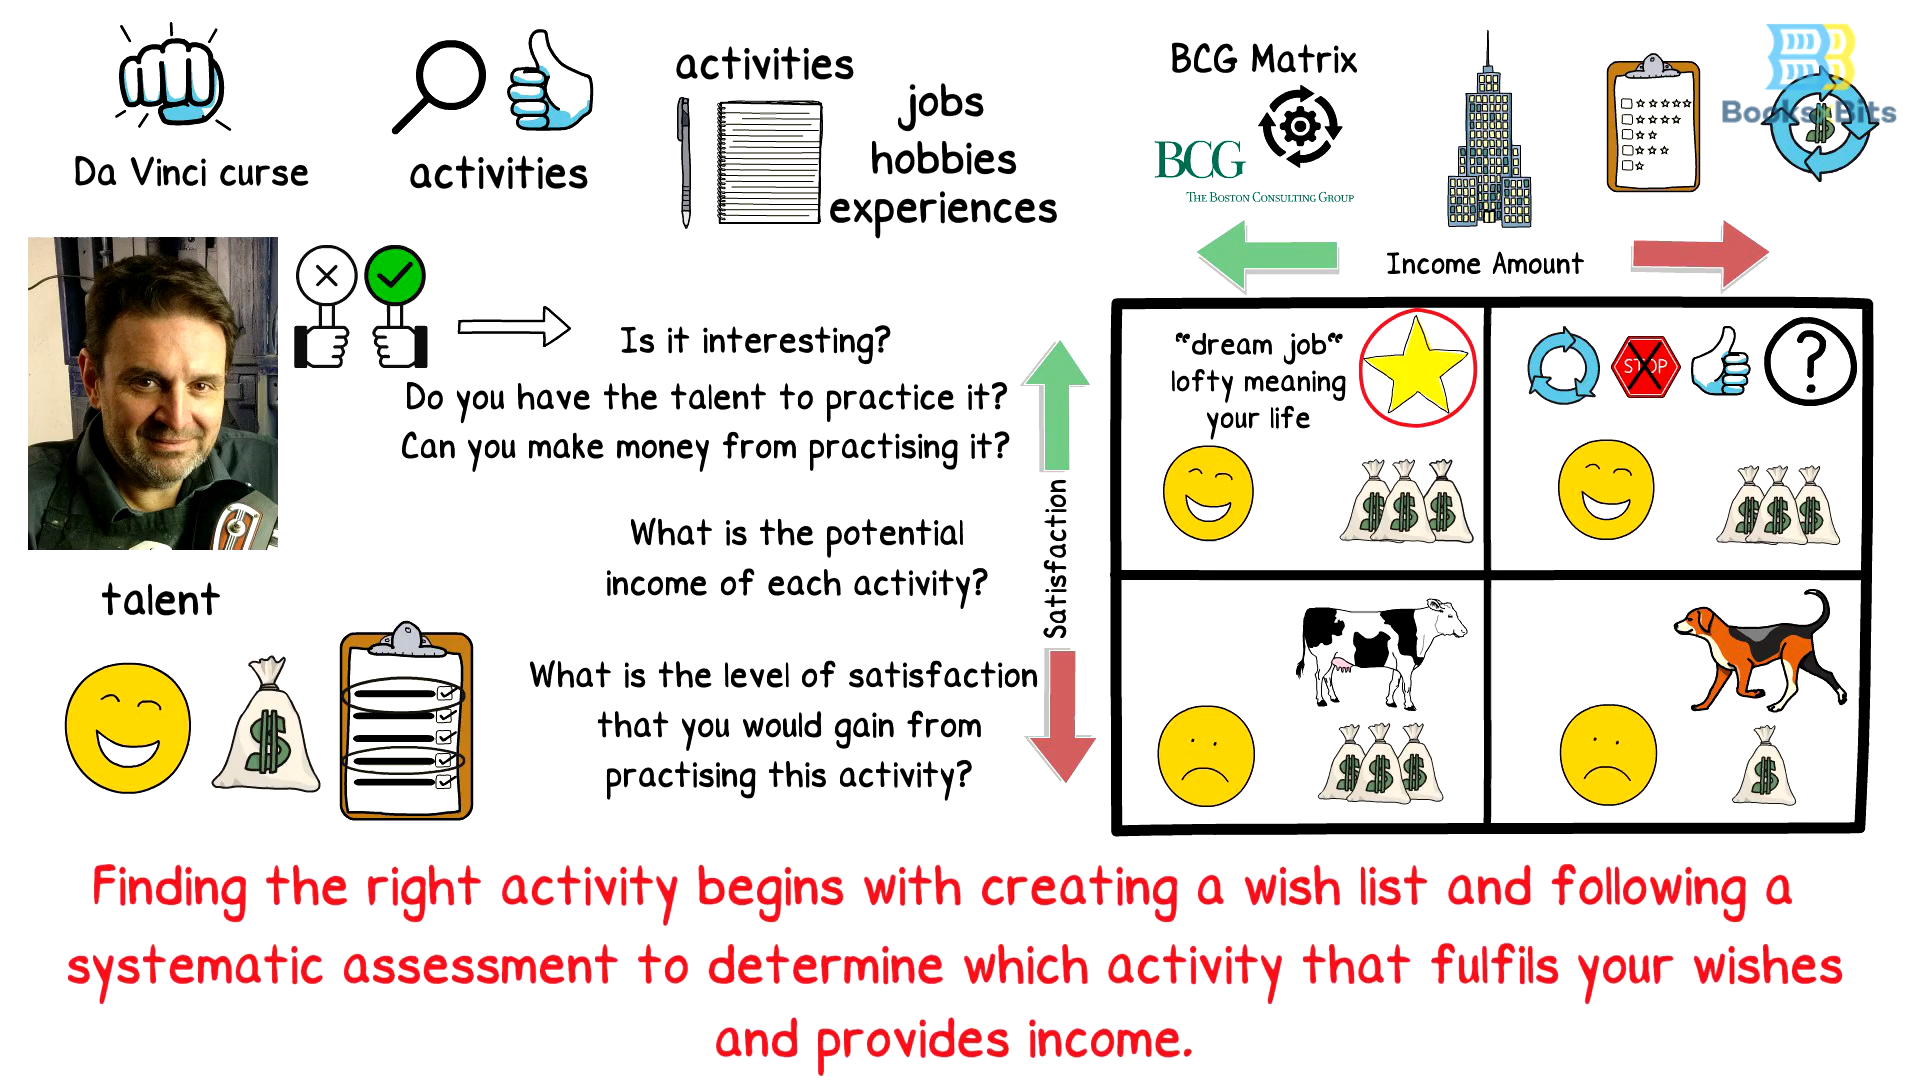 Da Vinci curse
activities
activities
jobs
hobbies
experiences
BCG Matrix
BCG
The Boston Consulting Group
Books Bits
Income Amount
Is it interesting?
Do you have the talent to practice it?
Can you make money from practising it?
What is the potential
income of each activity?
What is the level of satisfaction
that you would gain from
practising this activity?
talent
Satisfaction
“dream job“
lofty meaning
your life
STOP
?
Finding the right activity begins with creating a wish list and following a
systematic assessment to determine which activity that fulfils your wishes
and provides income.